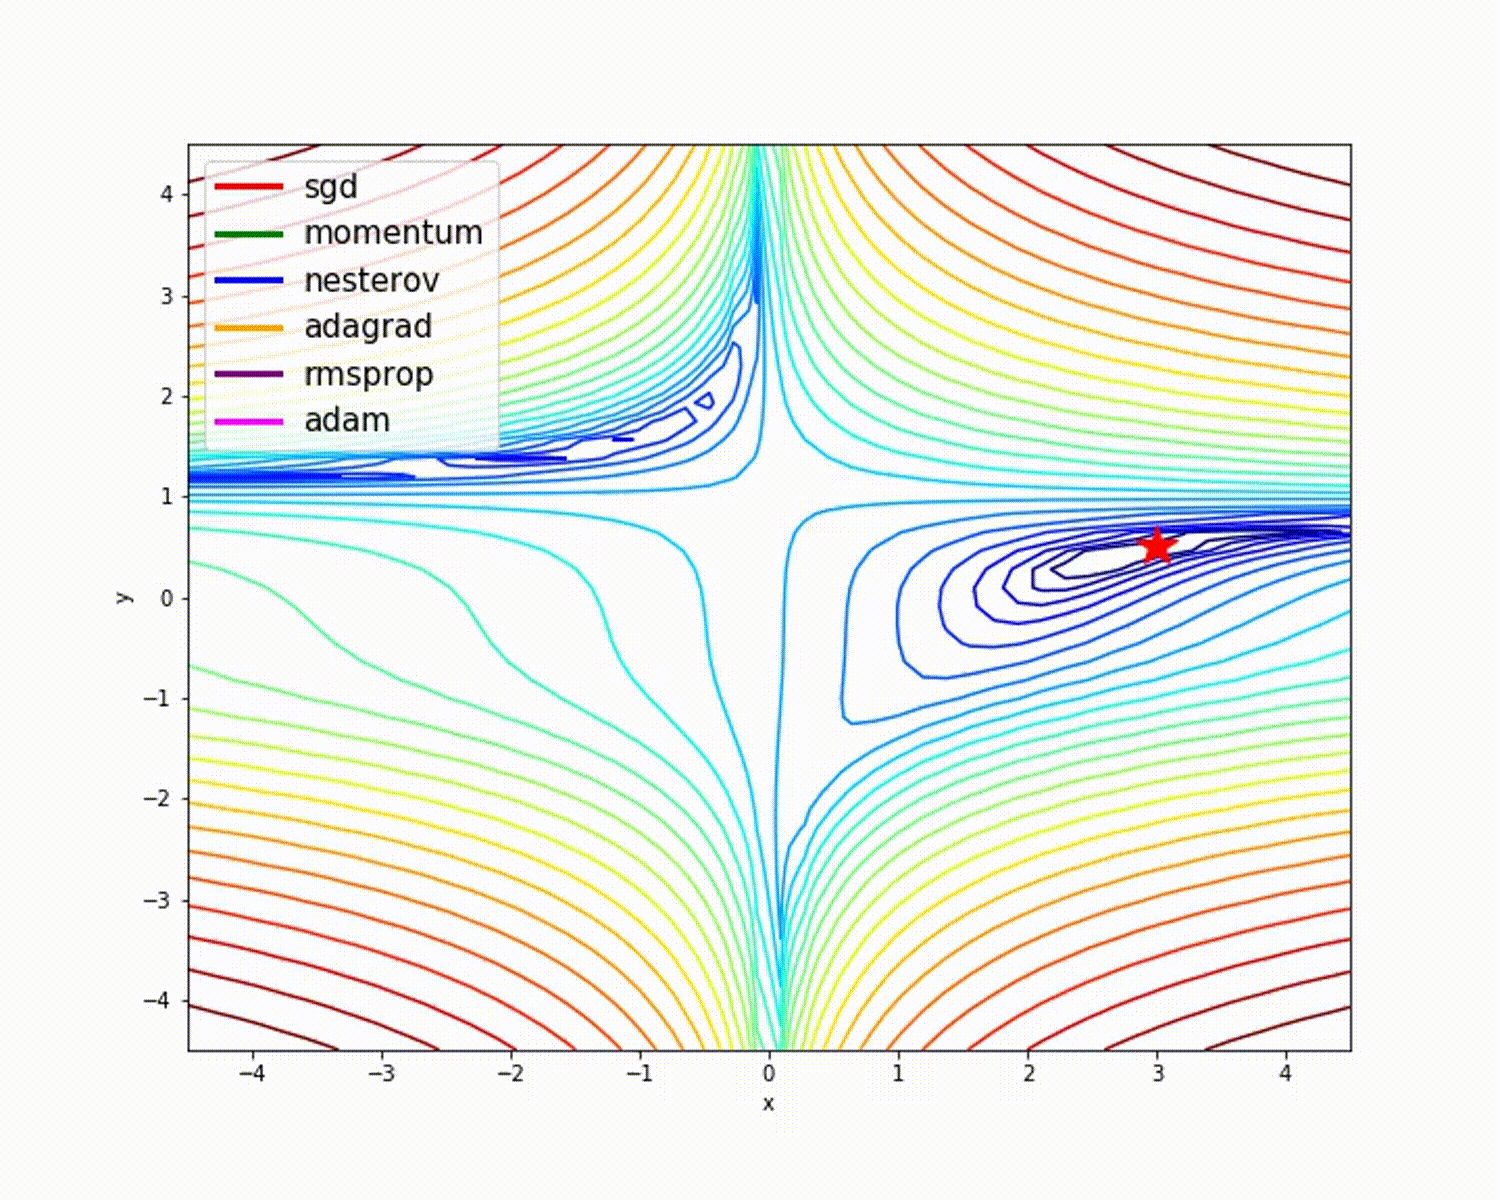 sgd
momentum
nesterov
adagrad
rmsprop
adam
4
3
2
1
0
−1
−2
−3
−4
y
−4 −3 −2 −1 0 1 2 3 4
x